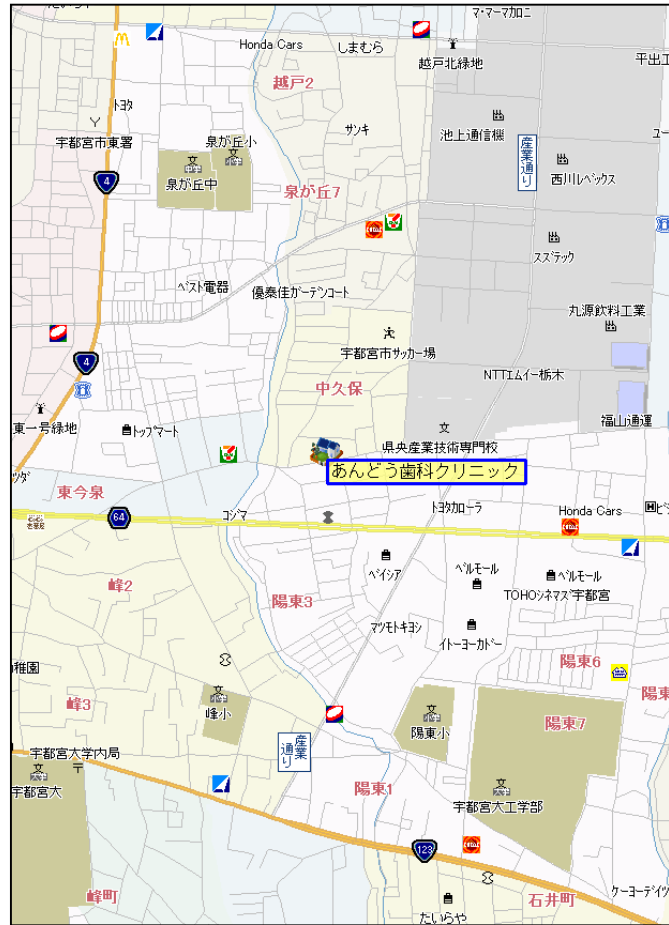 たいらや
マ・マーマカロニ
Honda Cars
しまむら
越戸北緑地
平出工
越戸2
トヨタ
サンキ
池上通信機
産業通り
宇都宮市東署
泉が丘小
泉が丘中
西川レベックス
4
泉が丘7
スズテック
ベスト電器
優泰佳ガーデンコート
丸源飲料工業
宇都宮市サッカー場
4
NTTエムイー栃木
中久保
東一号緑地
トップマート
福山通運
県央産業技術専門校
あんどう歯科クリニック
東今泉
64
コジマ
トヨタカローラ
Honda Cars
ベイシア
ベルモール
ベルモール
TOHOシネマズ宇都宮
峰2
陽東3
マツモトキヨシ
イトーヨーカドー
陽東6
稚園
峰3
峰小
陽東小
陽東7
陽東
産業通り
宇都宮大学内局
宇都宮大
陽東1
宇都宮大工学部
123
峰町
石井町
ケーヨーデイツ
たいらや